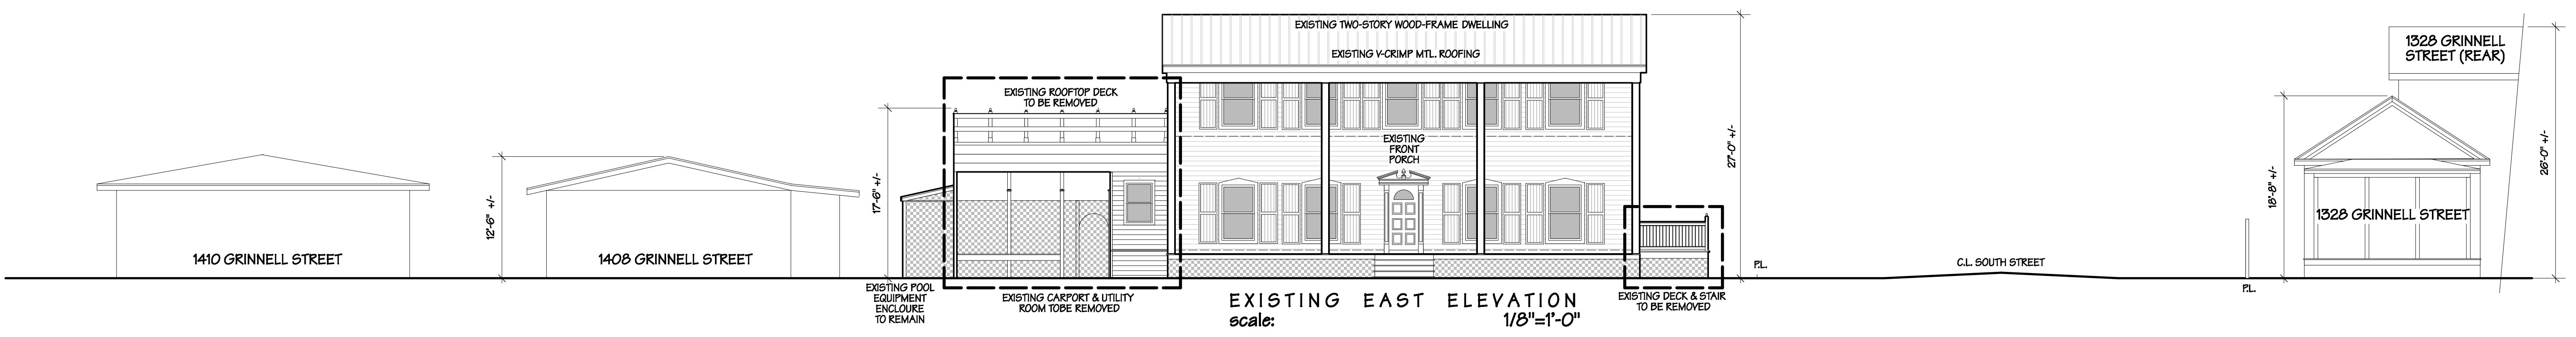 EXISTING TWO-STORY WOOD-FRAME DWELLING
EXISTING V-CRIMP MTL. ROOFING
1328 GRINNELL
STREET (REAR)
EXISTING ROOFTOP DECK
TO BE REMOVED
EXISTING
FRONT
PORCH
12'-6" +/-
17'-6" +/-
27'-0" +/-
18'-8" +/-
26'-0" +/-
1328 GRINNELL STREET
1410 GRINNELL STREET
1408 GRINNELL STREET
P.L.
C.L. SOUTH STREET
P.L.
EXISTING POOL
EQUIPMENT
ENCLOURE
TO REMAIN
EXISTING CARPORT & UTILITY
ROOM TOBE REMOVED
EXISTING DECK & STAIR
TO BE REMOVED
EXISTING EAST ELEVATION
scale: 1/8"=1'-0"